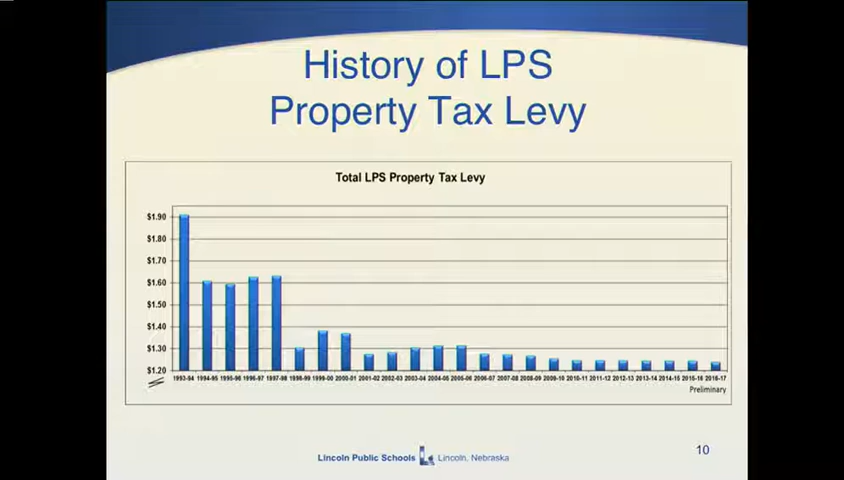 History of LPS
Property Tax Levy
Total LPS Property Tax Levy
$1.90
$1.80
$1.70
$1.60
$1.50
$1.40
$1.30
$1.20
1993-94 1994-95 1995-96 1996-97 1997-98 1998-99 1999-00 2000-01 2001-02 2002-03 2003-04 2004-05 2005-06 2006-07 2007-08 2008-09 2009-10 2010-11 2011-12 2012-13 2013-14 2014-15 2015-16 2016-17
Preliminary
Lincoln Public Schools Lincoln, Nebraska
10